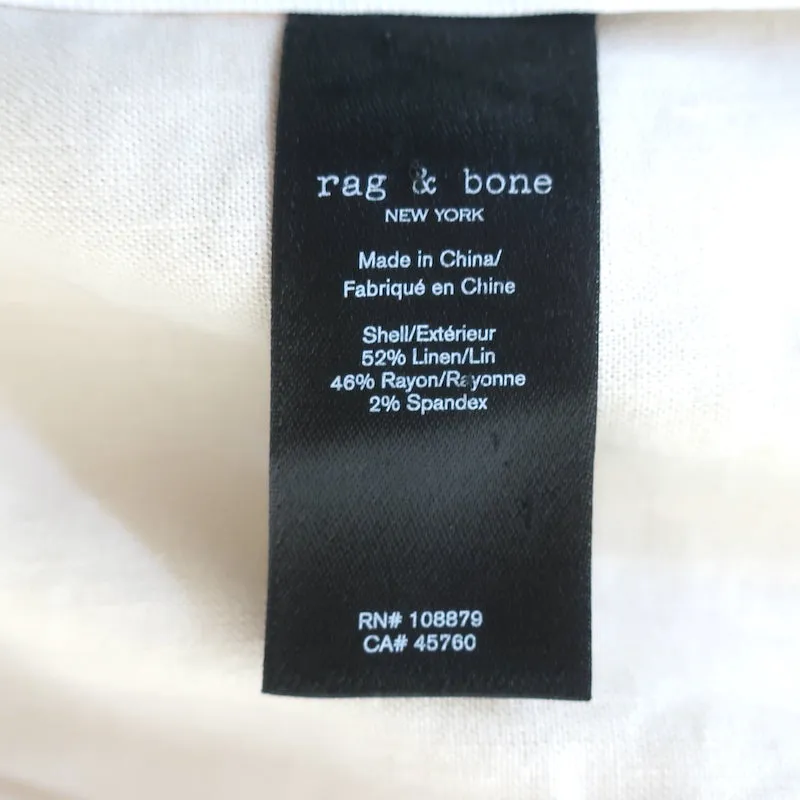 rag & bone
NEW YORK
Made in China/
Fabriqué en Chine
Shell/Extérieur
52% Linen/Lin
46% Rayon/Rayonne
2% Spandex
RN# 108879
CA# 45760